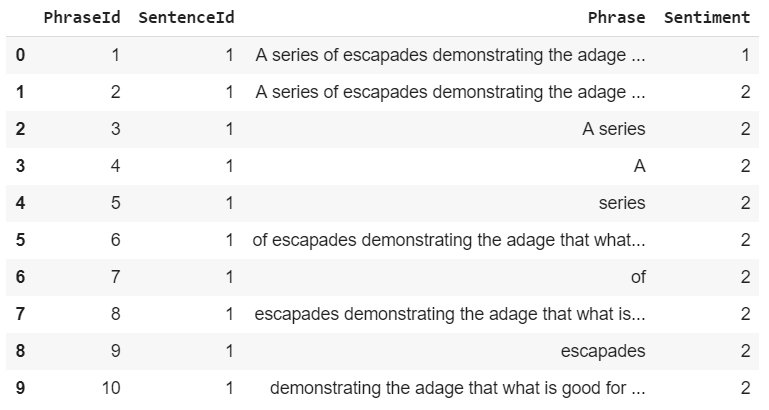 PhraseId SentenceId Phrase Sentiment
0 1 1 A series of escapades demonstrating the adage ... 1
1 2 1 A series of escapades demonstrating the adage ... 2
2 3 1 A series 2
3 4 1 A 2
4 5 1 series 2
5 6 1 of escapades demonstrating the adage that what... 2
6 7 1 of 2
7 8 1 escapades demonstrating the adage that what is... 2
8 9 1 escapades 2
9 10 1 demonstrating the adage that what is good for ... 2